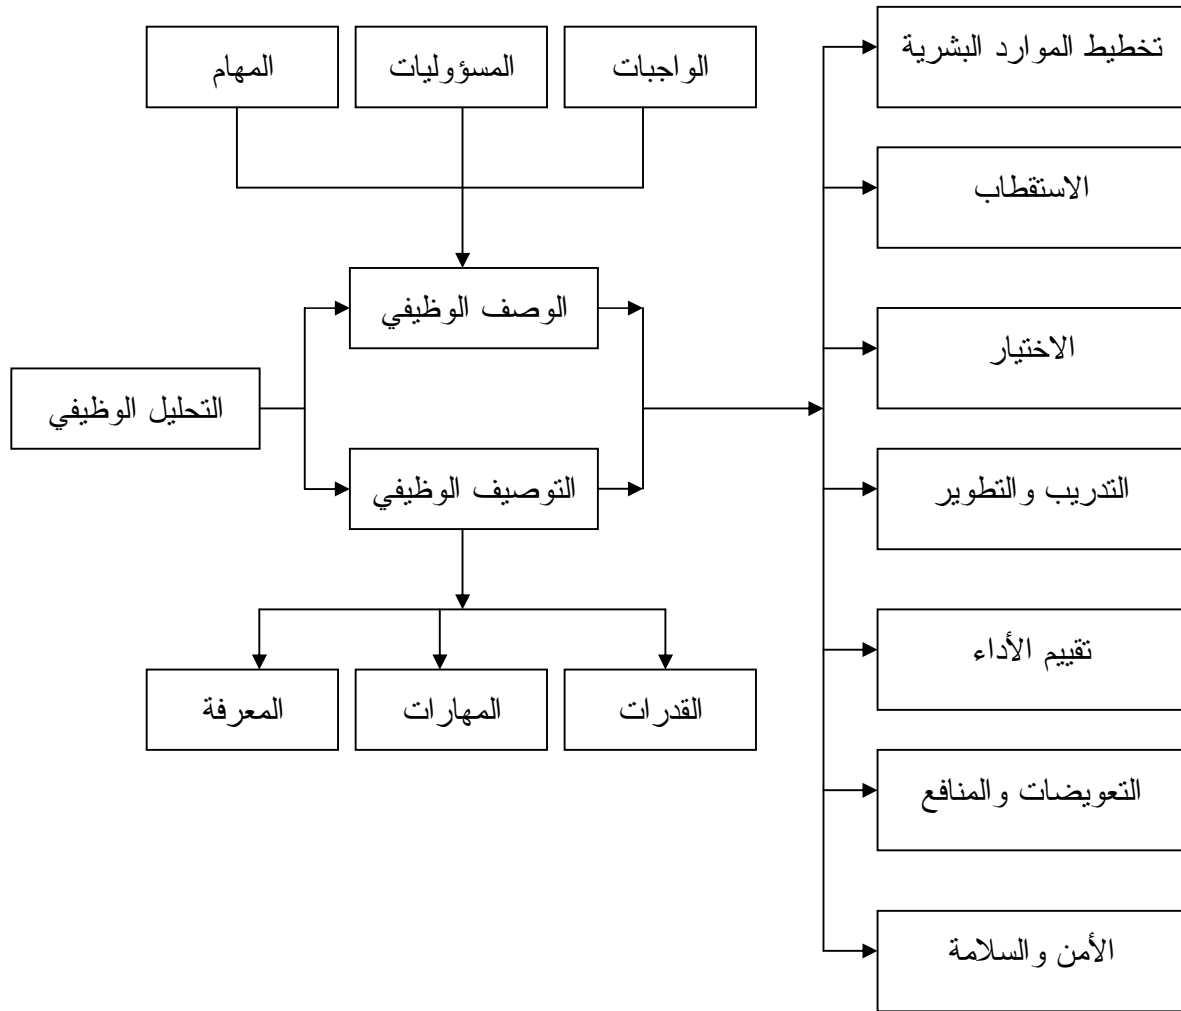 تخطيط الموارد البشرية
الواجبات
المسؤوليات
المهام
الاستقطاب
الوصف الوظيفي
الاختيار
التحليل الوظيفي
التوصيف الوظيفي
التدريب والتطوير
تقييم الأداء
القدرات
المهارات
المعرفة
التعويضات والمنافع
الأمن والسلامة